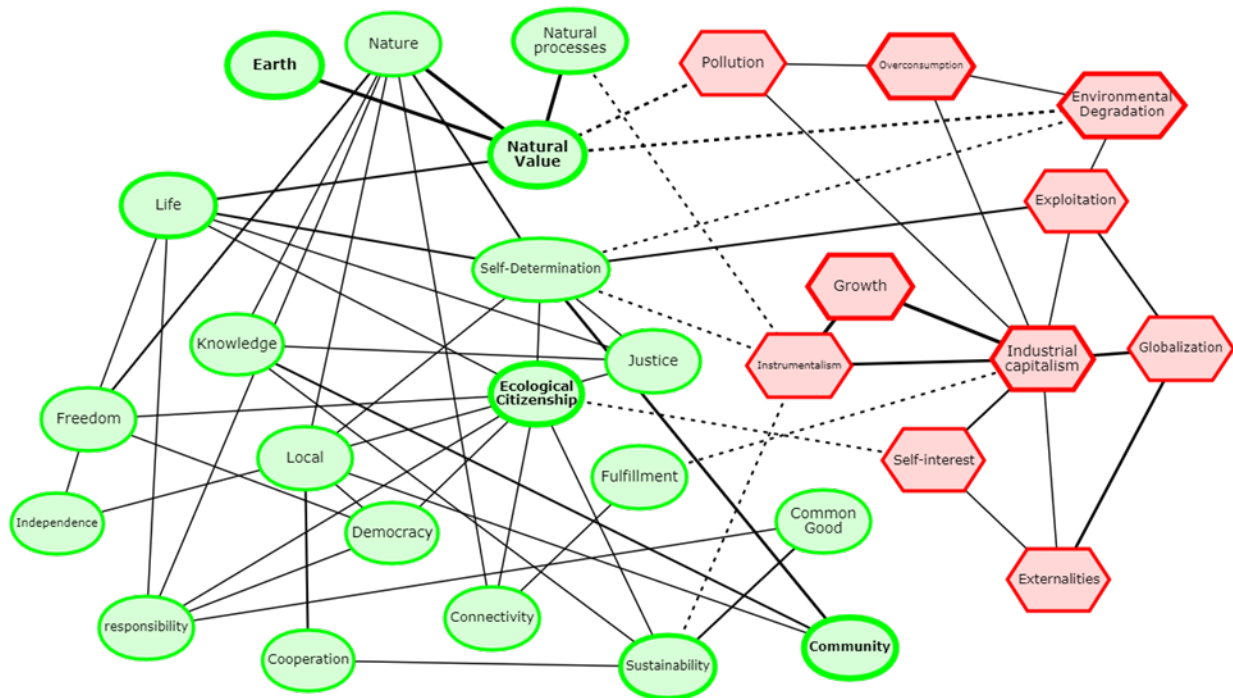 Nature
Natural
processes
Earth
Pollution
Overconsumption
Environmental
Degradation
Natural
Value
Life
Exploitation
Self-Determination
Growth
Knowledge
Justice
Instrumentalism
Industrial
capitalism
Globalization
Ecological
Citizenship
Freedom
Local
Fulfillment
Self-interest
Independence
Democracy
Common
Good
Externalities
responsibility
Connectivity
Cooperation
Sustainability
Community